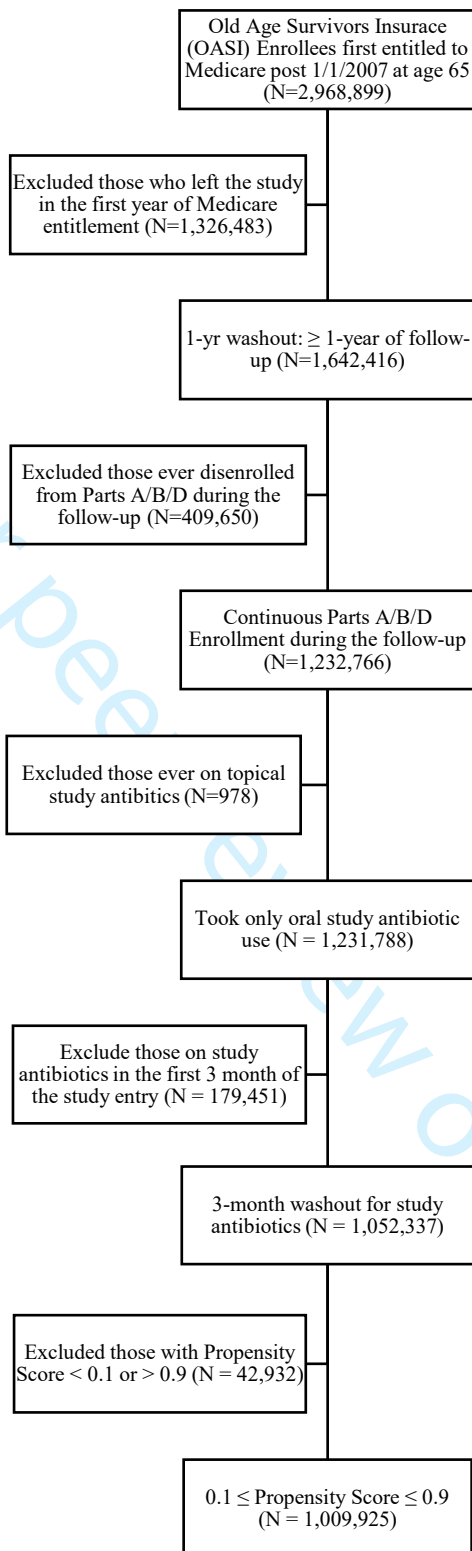 Old Age Survivors Insurace
(OASI) Enrollees first entitled to
Medicare post 1/1/2007 at age 65
(N=2,968,899)
Excluded those who left the study
in the first year of Medicare
entitlement (N=1,326,483)
1-yr washout: ≥ 1-year of follow-
up (N=1,642,416)
Excluded those ever disenrolled
from Parts A/B/D during the
follow-up (N=409,650)
Continuous Parts A/B/D
Enrollment during the follow-up
(N=1,232,766)
Excluded those ever on topical
study antibitics (N=978)
Took only oral study antibiotic
use (N = 1,231,788)
Exclude those on study
antibiotics in the first 3 month of
the study entry (N = 179,451)
3-month washout for study
antibiotics (N = 1,052,337)
Excluded those with Propensity
Score < 0.1 or > 0.9 (N = 42,932)
0.1 ≤ Propensity Score ≤ 0.9
(N = 1,009,925)